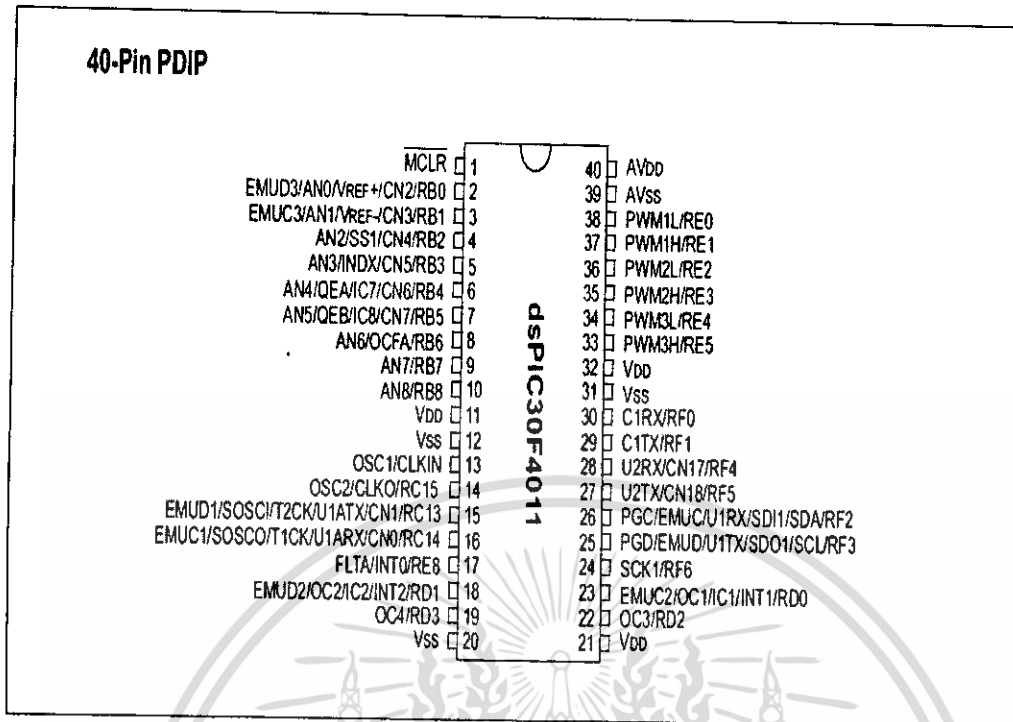 40-Pin PDIP
MCLR 1
EMUD3/AN0/VREF+/CN2/RB0 2
EMUC3/AN1/VREF-/CN3/RB1 3
AN2/SS1/CN4/RB2 4
AN3/INDX/CN5/RB3 5
AN4/QEA/IC7/CN6/RB4 6
AN5/QEB/IC8/CN7/RB5 7
AN6/OCFA/RB6 8
AN7/RB7 9
AN8/RB8 10
VDD 11
VSS 12
OSC1/CLKIN 13
OSC2/CLKO/RC15 14
EMUD1/SOSCI/T2CK/U1ATX/CN1/RC13 15
EMUC1/SOSCO/T1CK/U1ARX/CN0/RC14 16
FLTA/INT0/RE8 17
EMUD2/OC2/IC2/INT2/RD1 18
OC4/RD3 19
VSS 20
dsPIC30F4011
40 AVDD
39 AVSS
38 PWM1L/RE0
37 PWM1H/RE1
36 PWM2L/RE2
35 PWM2H/RE3
34 PWM3L/RE4
33 PWM3H/RE5
32 VDD
31 VSS
30 C1RX/RF0
29 C1TX/RF1
28 U2RX/CN17/RF4
27 U2TX/CN18/RF5
26 PGC/EMUC/U1RX/SDI1/SDA/RF2
25 PGD/EMUD/U1TX/SDO1/SCL/RF3
24 SCK1/RF6
23 EMUC2/OC1/IC1/INT1/RD0
22 OC3/RD2
21 VDD